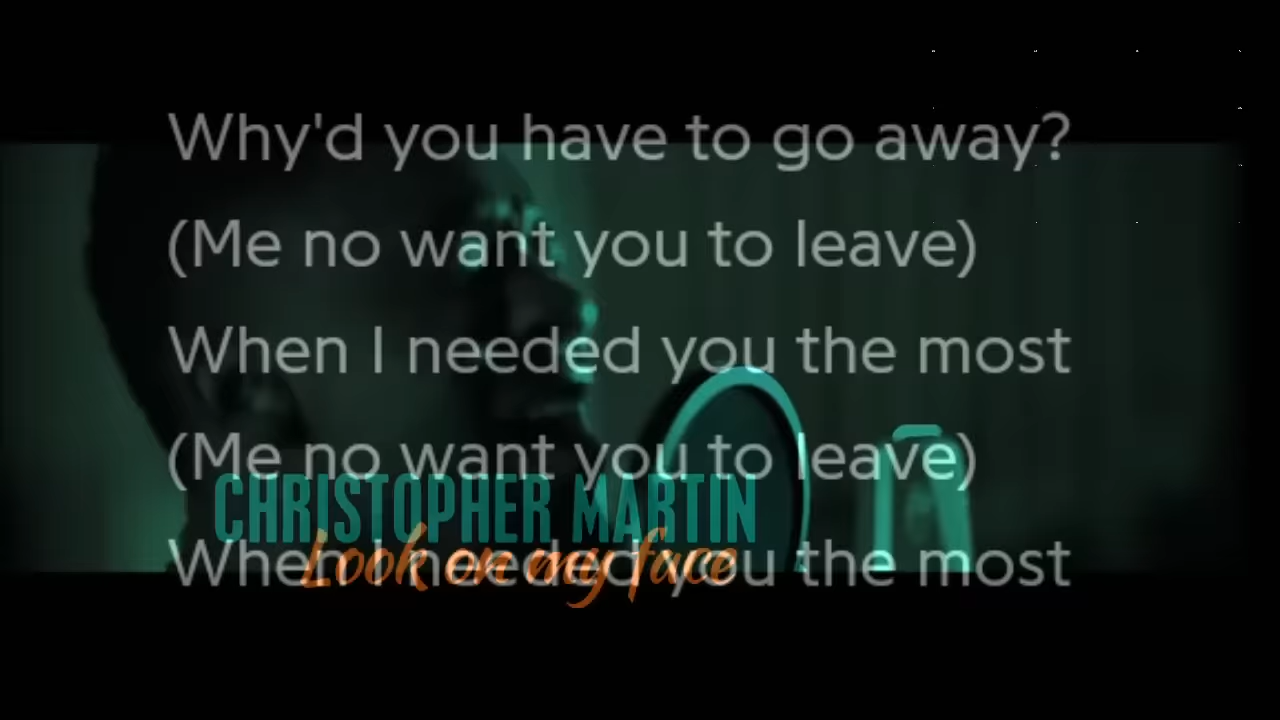 Why'd you have to go away?
(Me no want you to leave)
When I needed you the most
(Me no want you to leave)
CHRISTOPHER MARTIN
When I needed you the most
Look on my face